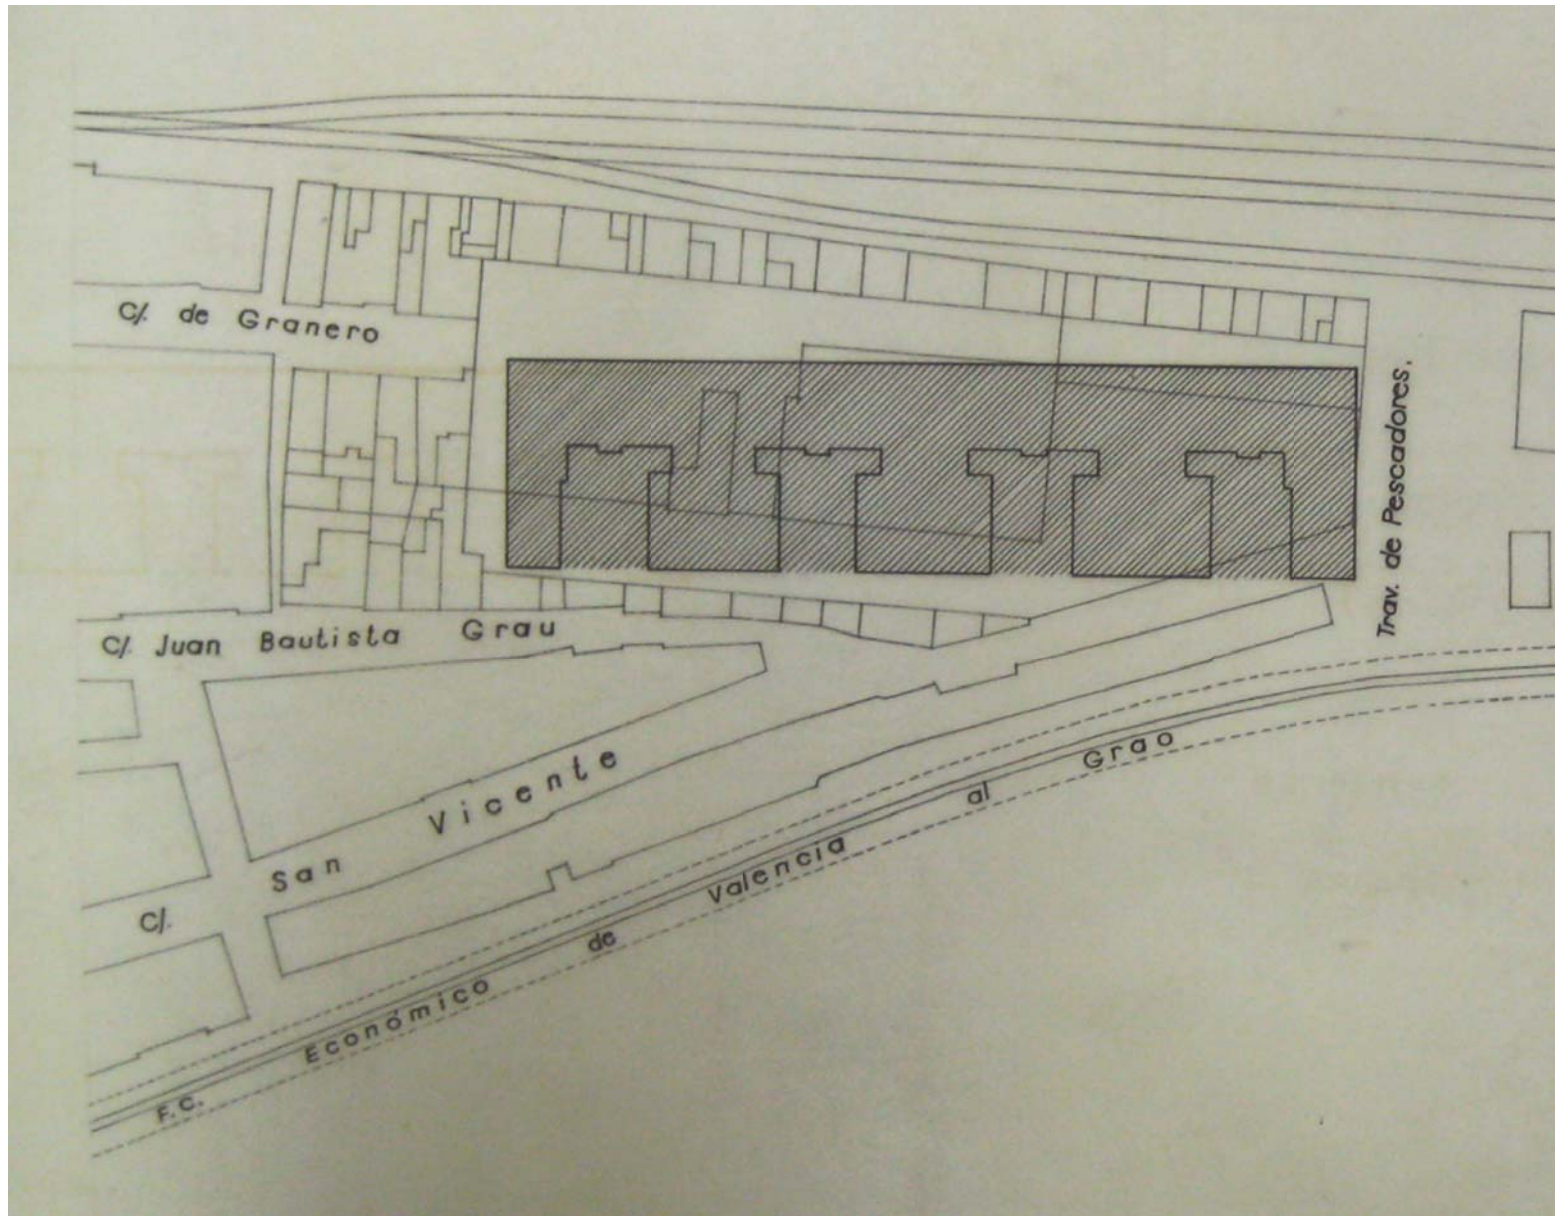 C/. de Granero
Trav. de Pescadores.
C/. Juan Bautista Grau
C/. San Vicente
F.C. Económico de Valencia al Grao